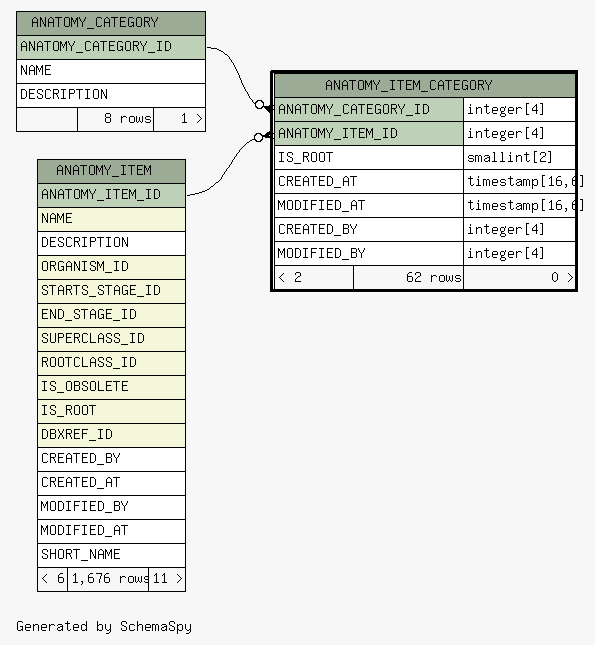 ANATOMY_CATEGORY
ANATOMY_CATEGORY_ID
NAME
DESCRIPTION
8 rows 1 >
ANATOMY_ITEM_CATEGORY
ANATOMY_CATEGORY_ID integer[4]
ANATOMY_ITEM_ID integer[4]
IS_ROOT smallint[2]
CREATED_AT timestamp[16,6]
MODIFIED_AT timestamp[16,6]
CREATED_BY integer[4]
MODIFIED_BY integer[4]
< 2 62 rows 0 >
ANATOMY_ITEM
ANATOMY_ITEM_ID
NAME
DESCRIPTION
ORGANISM_ID
STARTS_STAGE_ID
END_STAGE_ID
SUPERCLASS_ID
ROOTCLASS_ID
IS_OBSOLETE
IS_ROOT
DBXREF_ID
CREATED_BY
CREATED_AT
MODIFIED_BY
MODIFIED_AT
SHORT_NAME
< 6 1,676 rows 11 >
Generated by SchemaSpy